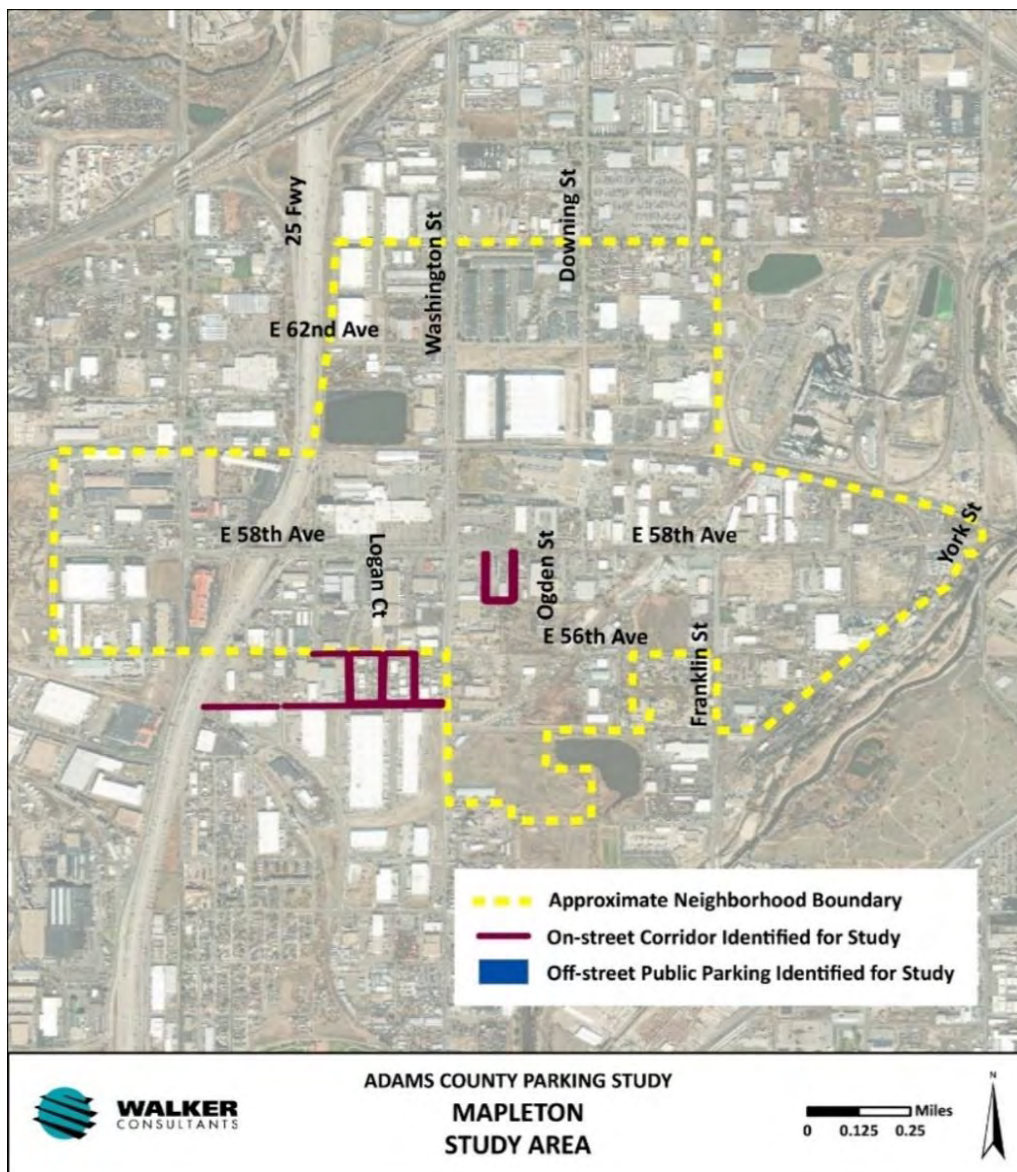 25 Fwy
Washington St
Downing St
E 62nd Ave
E 58th Ave
Logan Ct
Ogden St
E 58th Ave
York St
E 56th Ave
Franklin St
Approximate Neighborhood Boundary
On-street Corridor Identified for Study
Off-street Public Parking Identified for Study
WALKER
CONSULTANTS
ADAMS COUNTY PARKING STUDY
MAPLETON
STUDY AREA
N
Miles
0 0.125 0.25